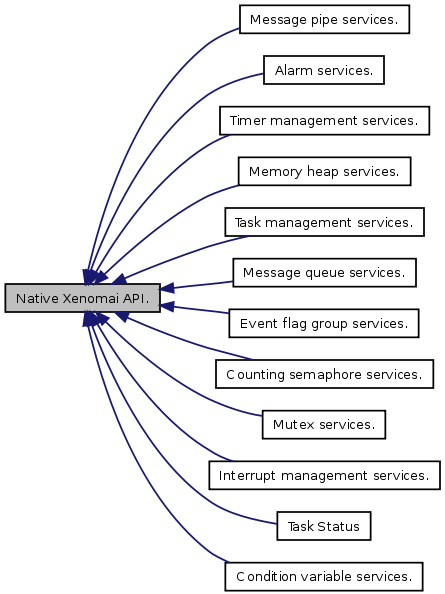 Message pipe services.
Alarm services.
Timer management services.
Memory heap services.
Task management services.
Message queue services.
Native Xenomai API.
Event flag group services.
Counting semaphore services.
Mutex services.
Interrupt management services.
Task Status
Condition variable services.